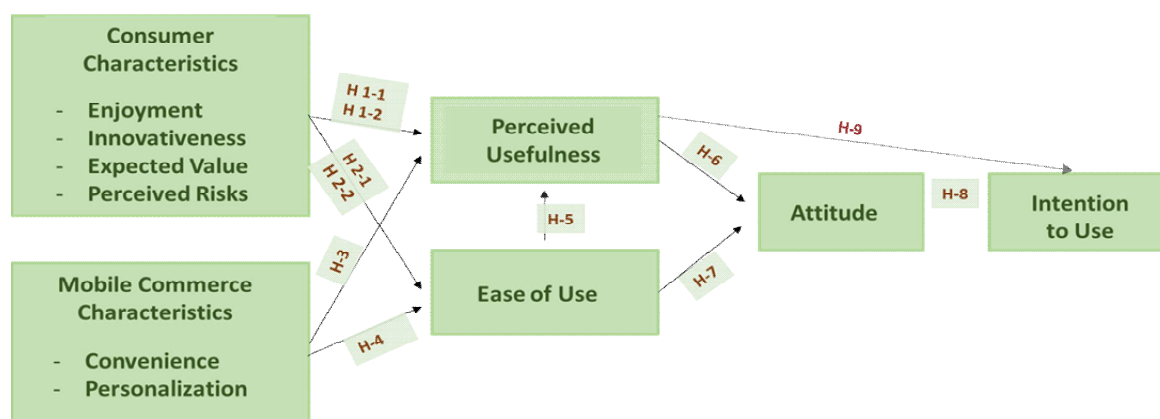 Consumer
Characteristics
- Enjoyment
- Innovativeness
- Expected Value
- Perceived Risks
Mobile Commerce
Characteristics
- Convenience
- Personalization
H 1-1
H 1-2
H 2-1
H 2-2
H-3
H-4
Perceived
Usefulness
H-5
Ease of Use
H-6
H-7
Attitude
H-9
H-8
Intention
to Use